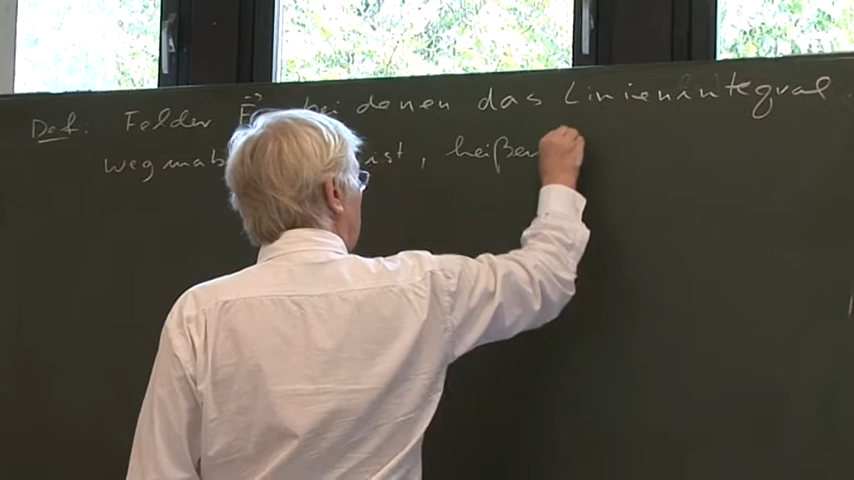 Def: Felder F⃗ bei denen das Linienintegral
wegunab ist, heißen